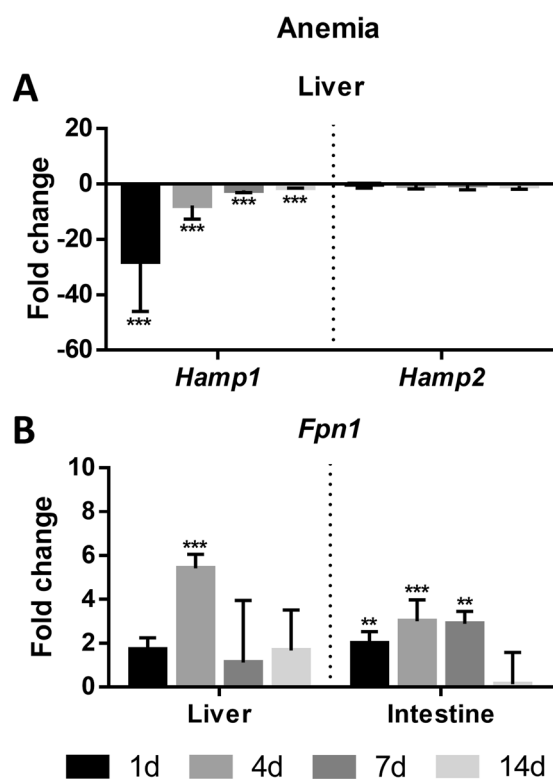 Anemia
A
Liver
Fold change
20
0
-20
-40
-60
*** *** *** ***
Hamp1 Hamp2
B
Fpn1
Fold change
10
8
6
4
2
0
*** ** *** **
Liver Intestine
1d 4d 7d 14d